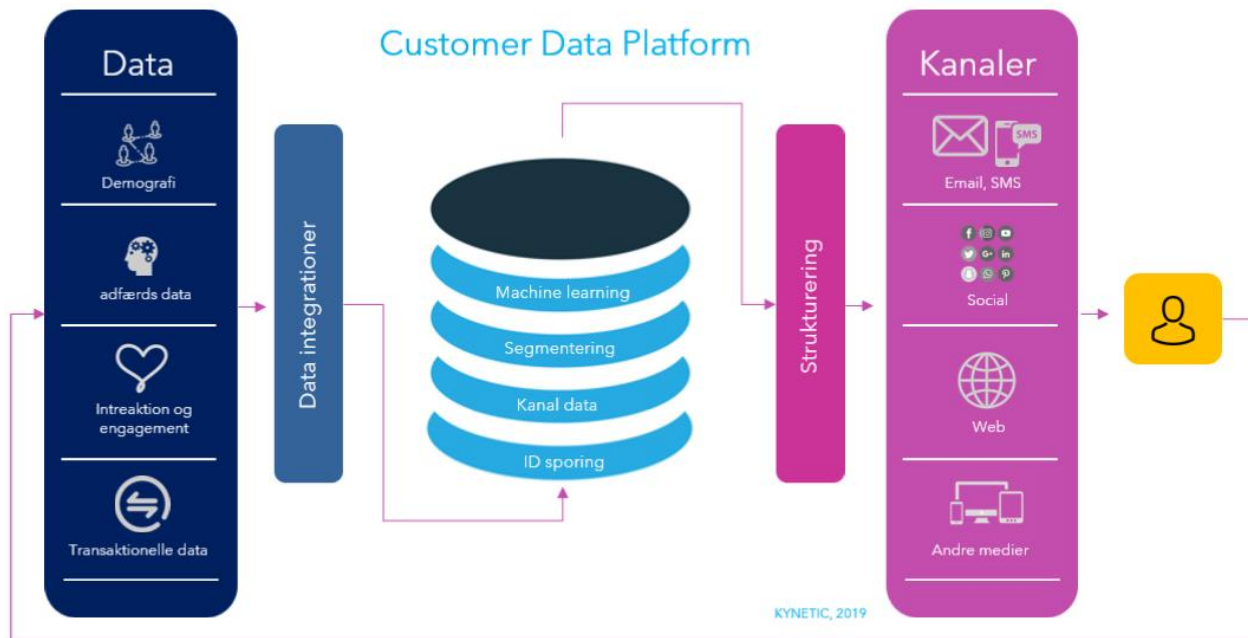 Customer Data Platform
Data
Demografi
adfærds data
Intreaktion og
engagement
Transaktionelle data
Data integrationer
Machine learning
Segmentering
Kanal data
ID sporing
Strukturering
Kanaler
SMS
Email, SMS
Social
Web
Andre medier
KYNETIC, 2019